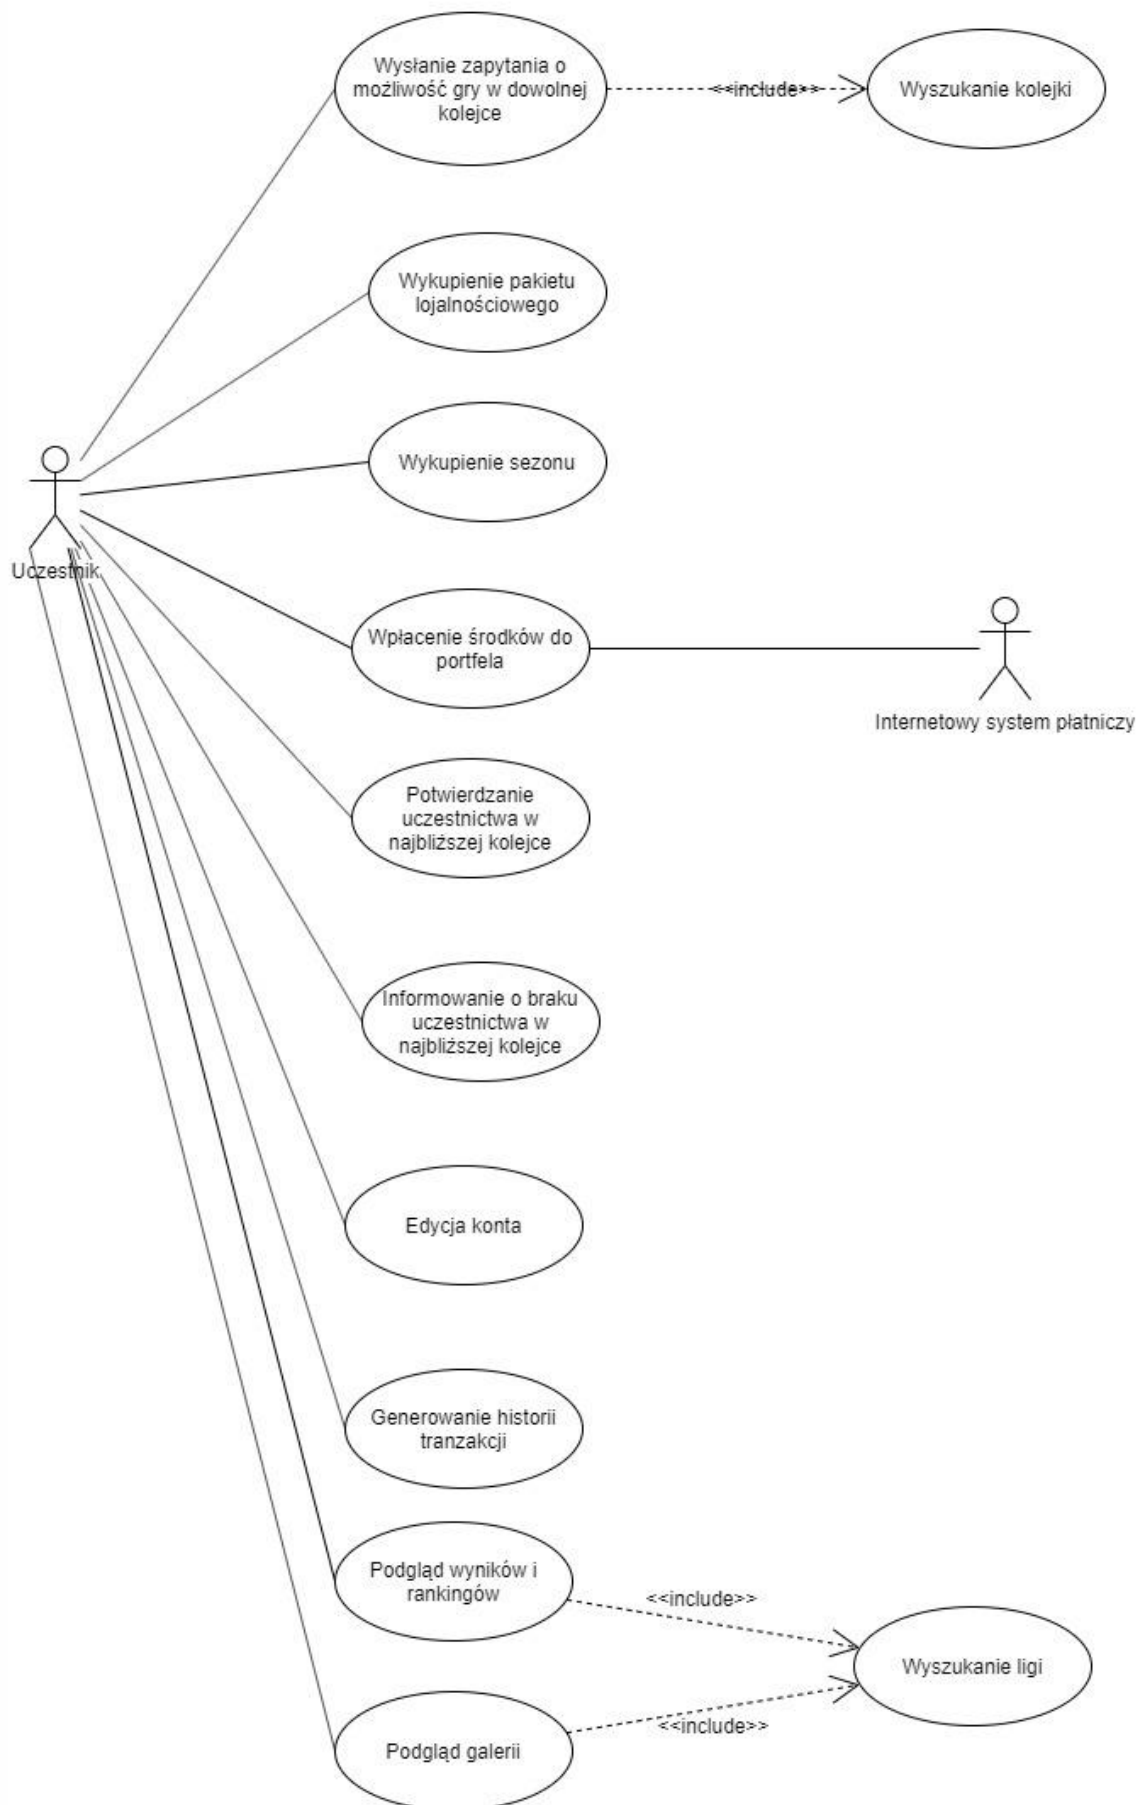 Wysłanie zapytania o
możliwość gry w dowolnej
kolejce
<<include>>
Wyszukanie kolejki
Wykupienie pakietu
lojalnościowego
Wykupienie sezonu
Uczestnik
Wpłacenie środków do
portfela
Internetowy system płatniczy
Potwierdzanie
uczestnictwa w
najbliższej kolejce
Informowanie o braku
uczestnictwa w
najbliższej kolejce
Edycja konta
Generowanie historii
tranzakcji
Podgląd wyników i
rankingów
<<include>>
Wyszukanie ligi
<<include>>
Podgląd galerii